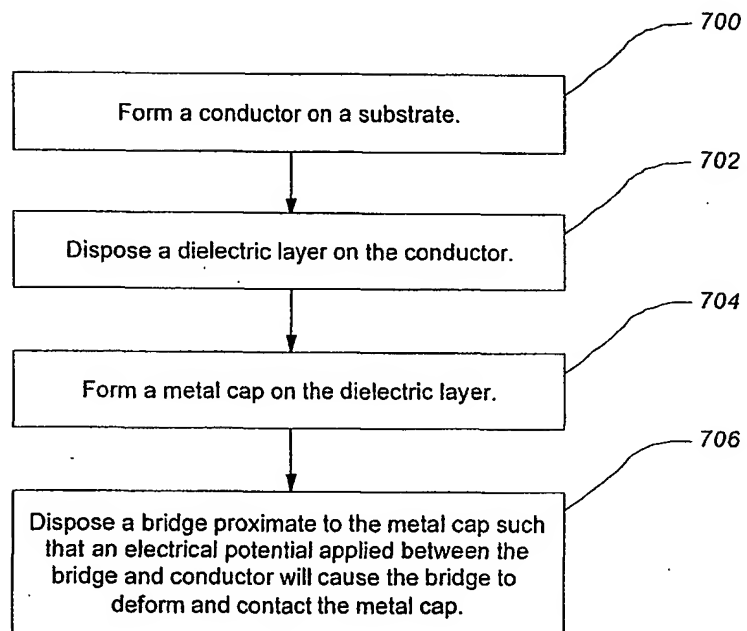 700
Form a conductor on a substrate.
702
Dispose a dielectric layer on the conductor.
704
Form a metal cap on the dielectric layer.
706
Dispose a bridge proximate to the metal cap such
that an electrical potential applied between the
bridge and conductor will cause the bridge to
deform and contact the metal cap.